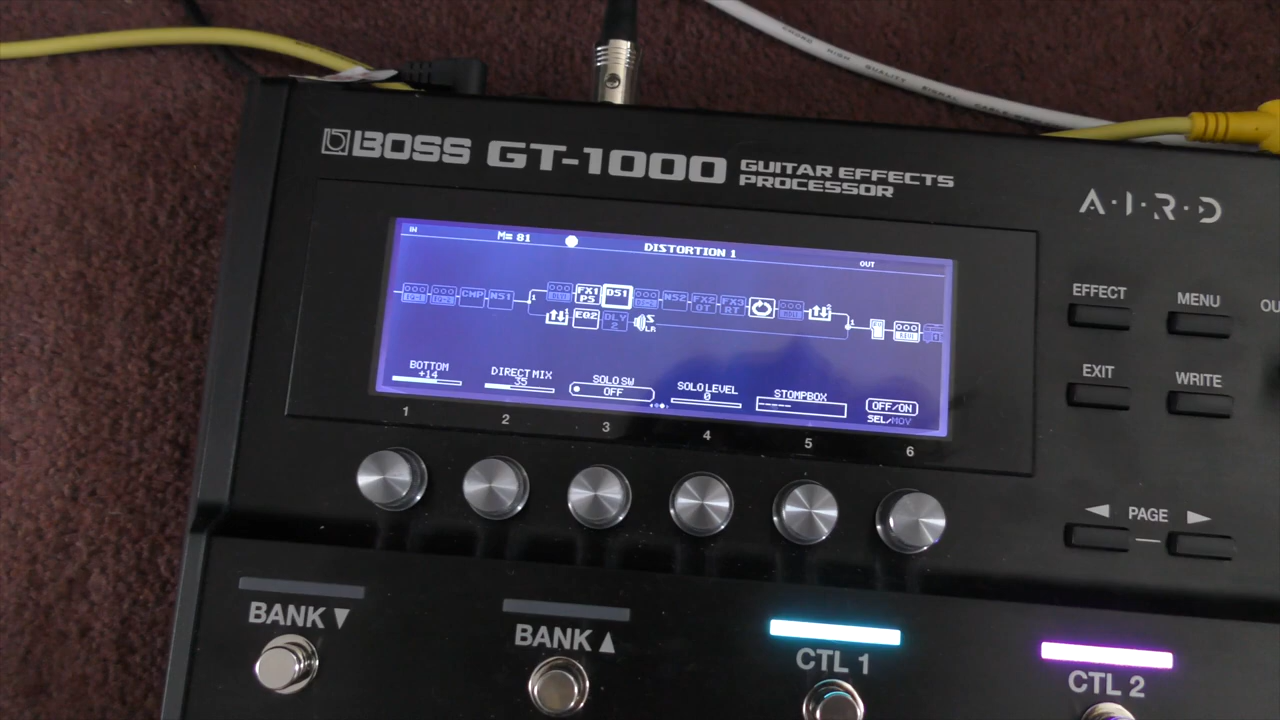 BOSS GT-1000 GUITAR EFFECTS PROCESSOR
A·I·R·D
IN M= 81 DISTORTION 1 OUT
CMP NS1 FX1 PS DS1 NS2 FX2 OT FX3 RT
EQ2 DLY 2 S LR
BOTTOM +14
DIRECT MIX 35
SOLO SW OFF
SOLO LEVEL 0
STOMPBOX -----
OFF/ON
SEL/MOV
1 2 3 4 5 6
EFFECT MENU
EXIT WRITE
◀ PAGE ▶
BANK ▼
BANK ▲
CTL 1
CTL 2